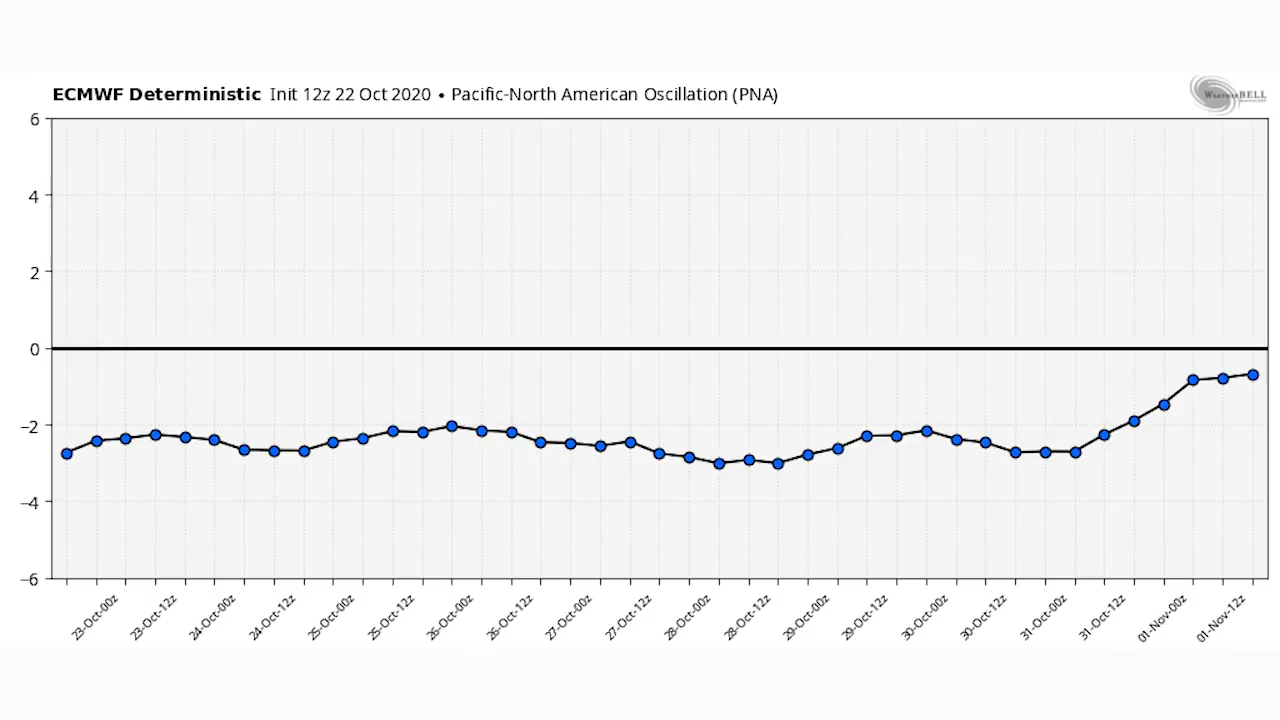 ECMWF Deterministic Init 12z 22 Oct 2020 • Pacific-North American Oscillation (PNA)
WEATHERBELL
6
4
2
0
−2
−4
−6
23-Oct-00z
23-Oct-12z
24-Oct-00z
24-Oct-12z
25-Oct-00z
25-Oct-12z
26-Oct-00z
26-Oct-12z
27-Oct-00z
27-Oct-12z
28-Oct-00z
28-Oct-12z
29-Oct-00z
29-Oct-12z
30-Oct-00z
30-Oct-12z
31-Oct-00z
31-Oct-12z
01-Nov-00z
01-Nov-12z